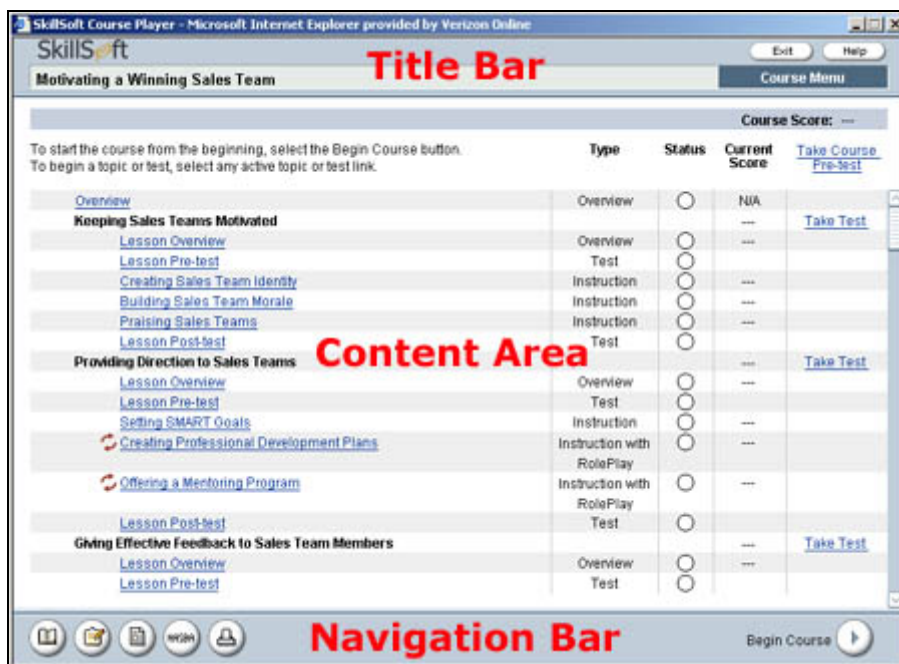 SkillSoft Course Player - Microsoft Internet Explorer provided by Verizon Online
SkillSoft
Exit
Help
Title Bar
Motivating a Winning Sales Team
Course Menu
Course Score: ---
To start the course from the beginning, select the Begin Course button.
To begin a topic or test, select any active topic or test link.
Type Status Current Score Take Course Pre-test
Overview Overview N/A
Keeping Sales Teams Motivated --- Take Test
Lesson Overview Overview ---
Lesson Pre-test Test
Creating Sales Team Identity Instruction ---
Building Sales Team Morale Instruction ---
Praising Sales Teams Instruction ---
Lesson Post-test Test
Content Area
Providing Direction to Sales Teams --- Take Test
Lesson Overview Overview ---
Lesson Pre-test Test
Setting SMART Goals Instruction ---
Creating Professional Development Plans Instruction with RolePlay ---
Offering a Mentoring Program Instruction with RolePlay ---
Lesson Post-test Test
Giving Effective Feedback to Sales Team Members --- Take Test
Lesson Overview Overview ---
Lesson Pre-test Test
Navigation Bar
Begin Course